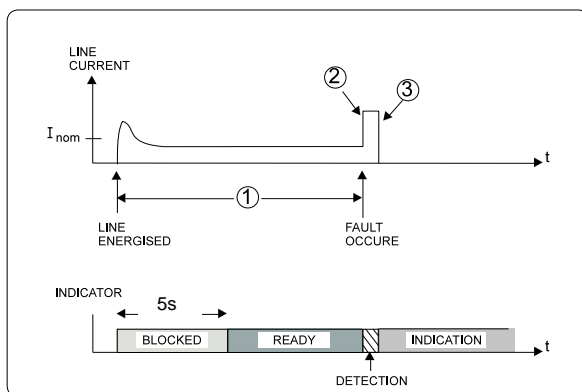 LINE
CURRENT
2
3
I nom
t
1
LINE
ENERGISED
FAULT
OCCURE
INDICATOR
5s
BLOCKED
READY
INDICATION
t
DETECTION